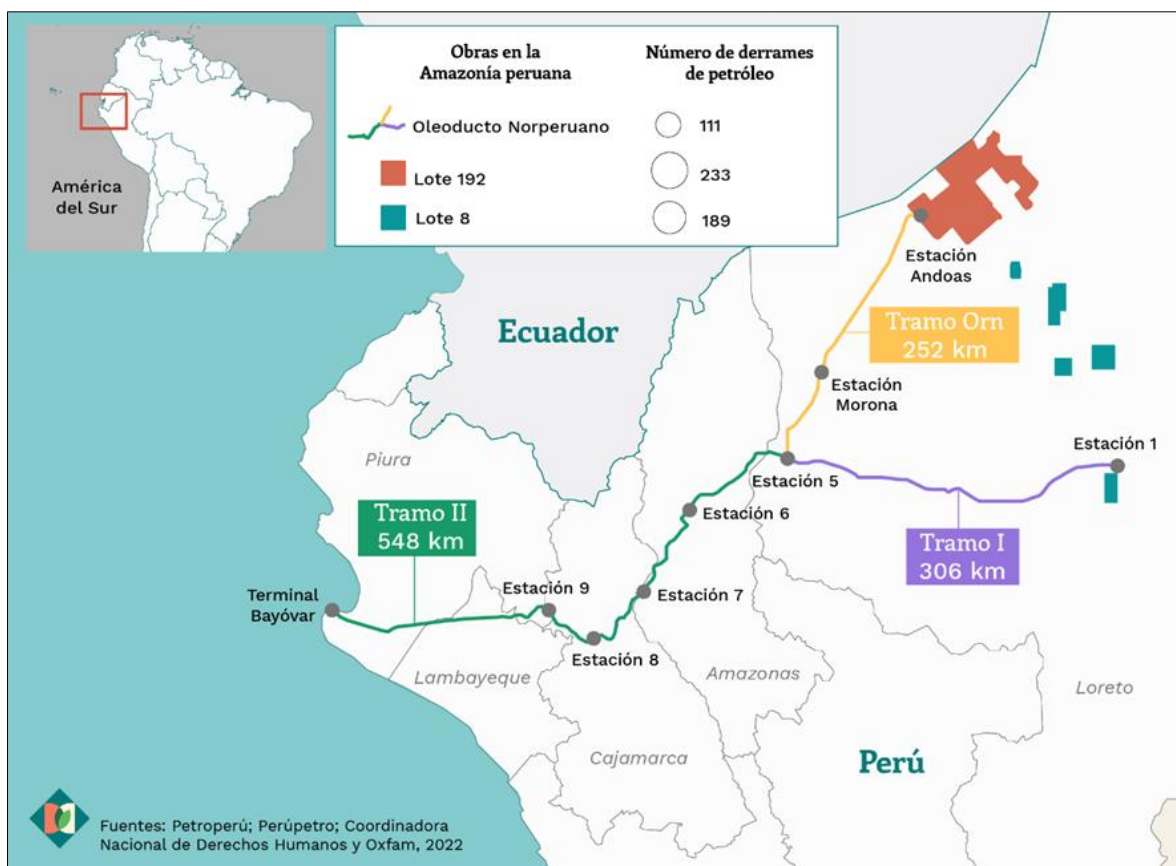 América
del Sur
Obras en la
Amazonía peruana
Número de derrames
de petróleo
Oleoducto Norperuano
111
Lote 192
233
Lote 8
189
Ecuador
Estación
Andoas
Tramo Orn
252 km
Estación
Morona
Estación 1
Piura
Estación 5
Estación 6
Tramo II
548 km
Tramo I
306 km
Terminal
Bayóvar
Estación 9
Estación 7
Estación 8
Lambayeque
Amazonas
Loreto
Cajamarca
Perú
Fuentes: Petroperú; Perúpetro; Coordinadora
Nacional de Derechos Humanos y Oxfam, 2022